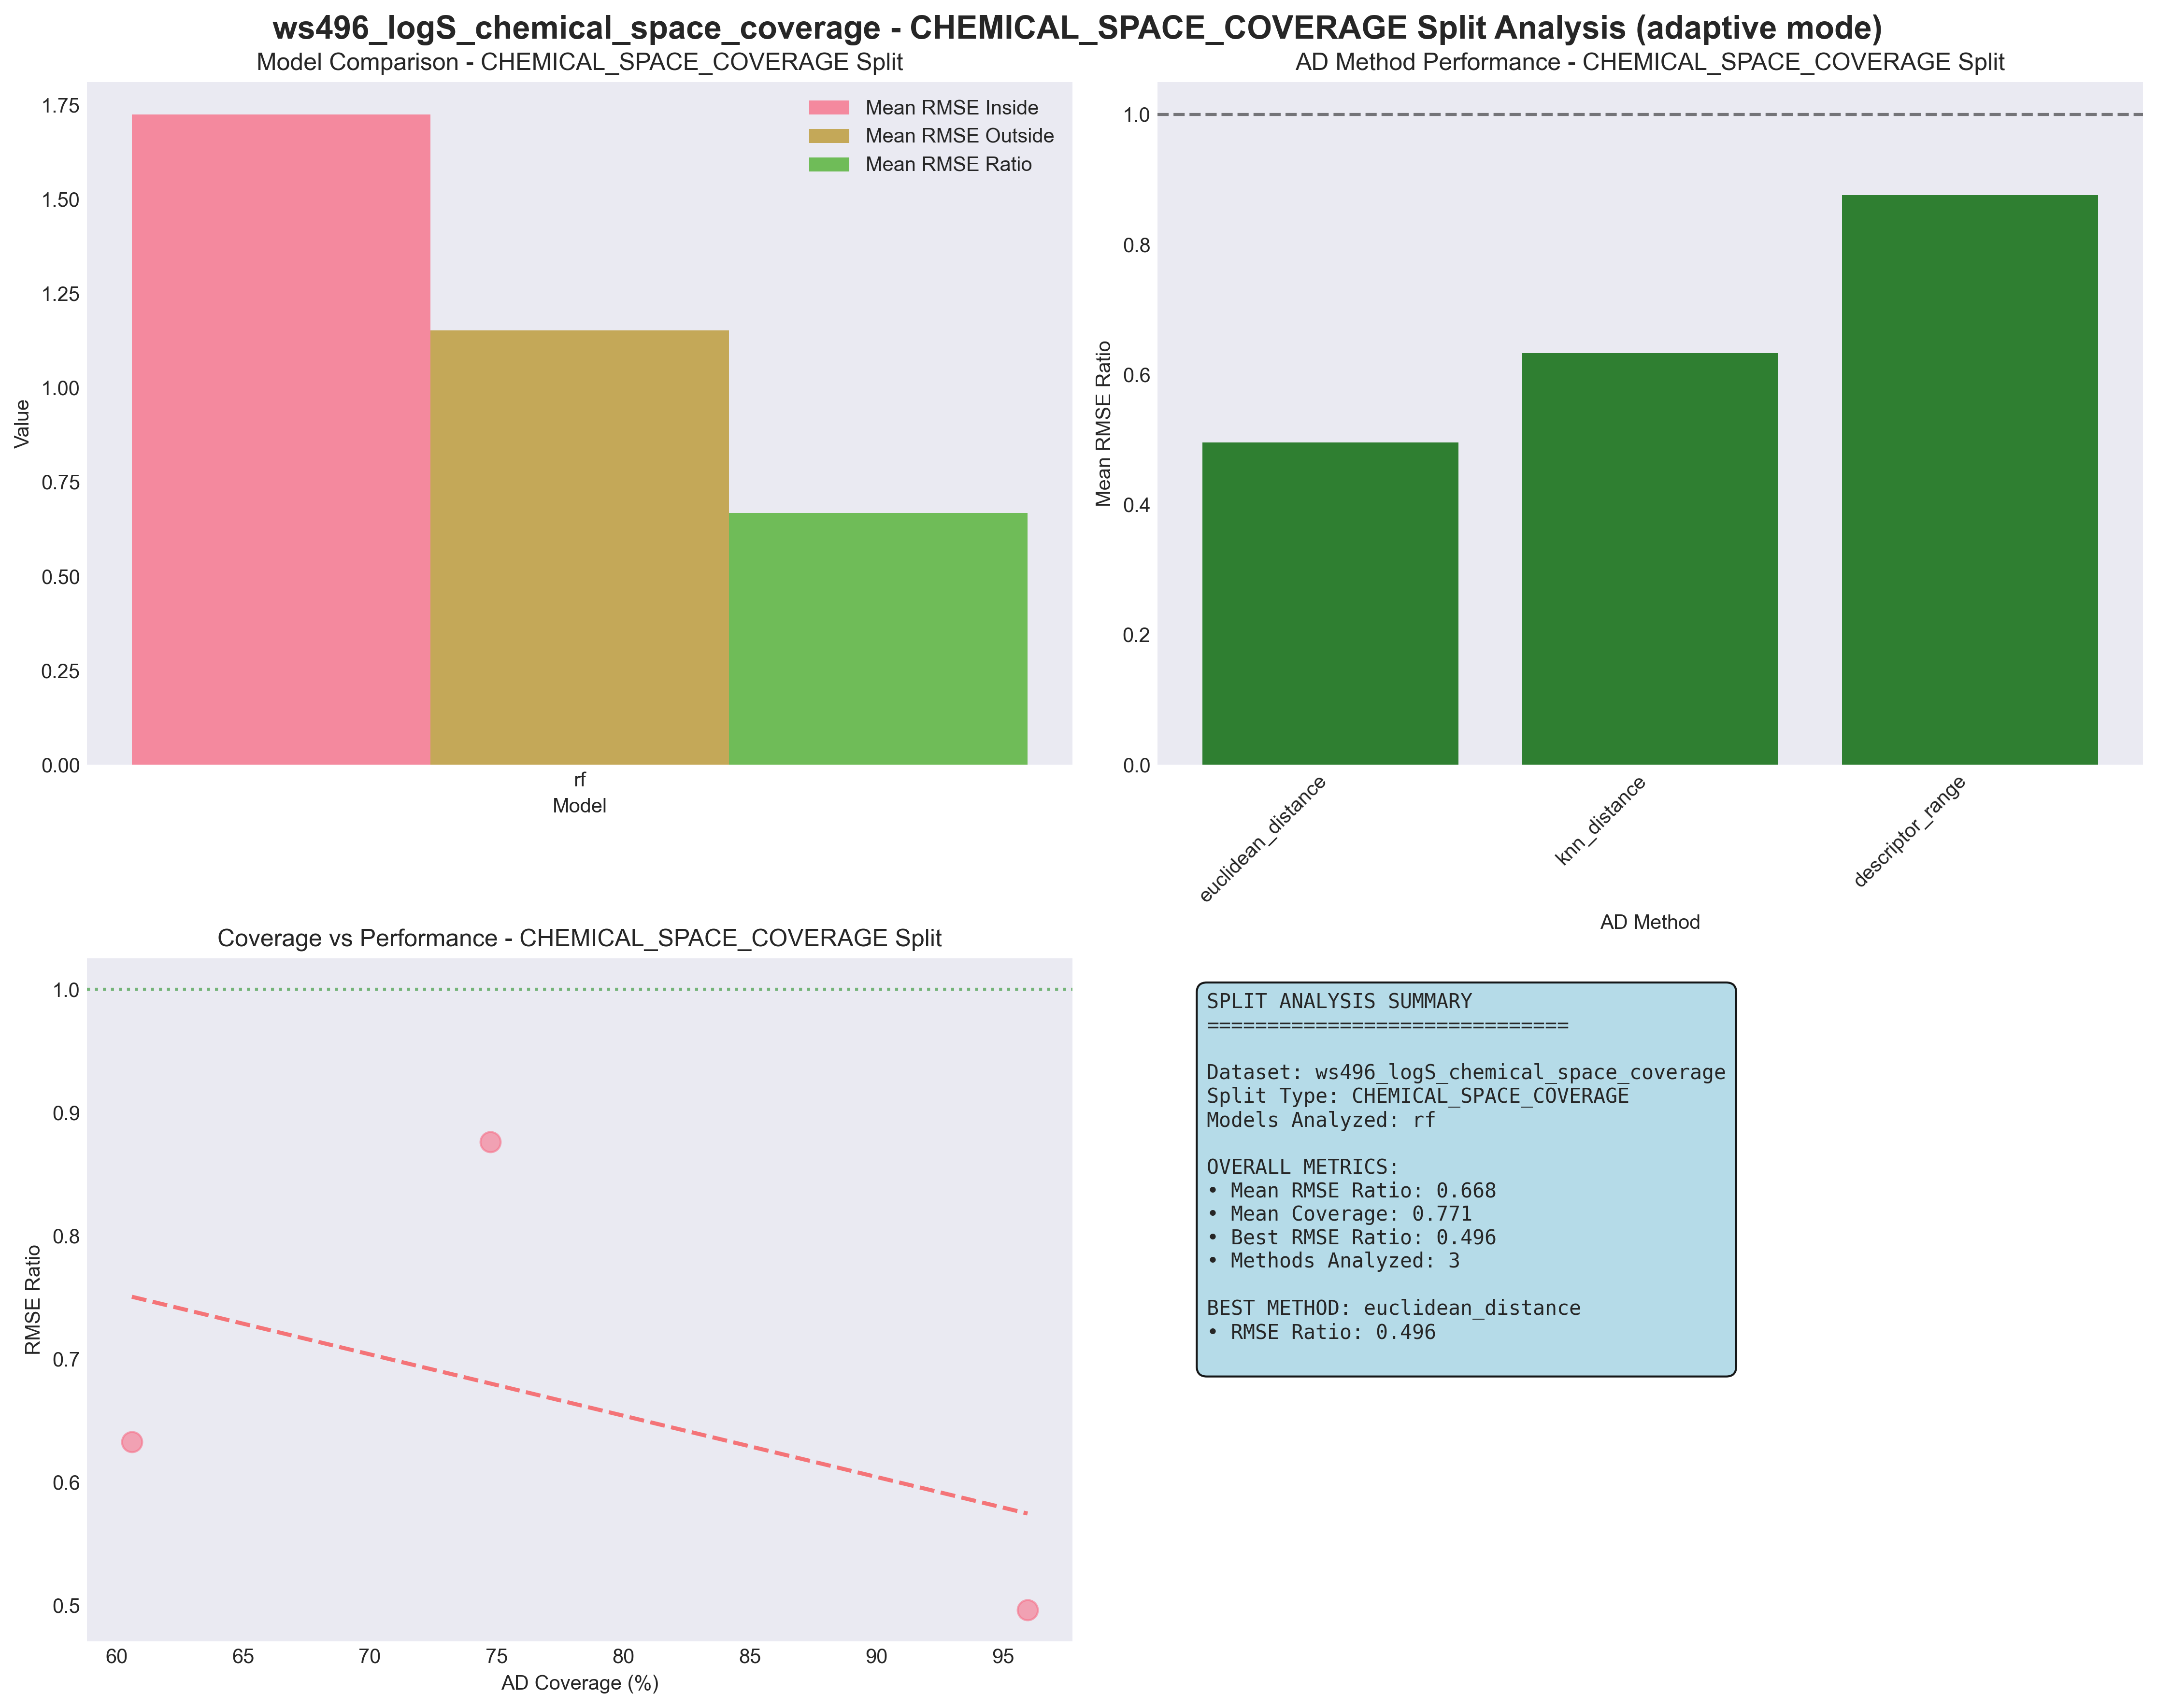 ws496_logS_chemical_space_coverage - CHEMICAL_SPACE_COVERAGE Split Analysis (adaptive mode)
Model Comparison - CHEMICAL_SPACE_COVERAGE Split
Value
1.75
1.50
1.25
1.00
0.75
0.50
0.25
0.00
Mean RMSE Inside
Mean RMSE Outside
Mean RMSE Ratio
rf
Model
AD Method Performance - CHEMICAL_SPACE_COVERAGE Split
Mean RMSE Ratio
1.0
0.8
0.6
0.4
0.2
0.0
euclidean_distance
knn_distance
descriptor_range
AD Method
Coverage vs Performance - CHEMICAL_SPACE_COVERAGE Split
RMSE Ratio
1.0
0.9
0.8
0.7
0.6
0.5
60
65
70
75
80
85
90
95
AD Coverage (%)
SPLIT ANALYSIS SUMMARY
==============================
Dataset: ws496_logS_chemical_space_coverage
Split Type: CHEMICAL_SPACE_COVERAGE
Models Analyzed: rf
OVERALL METRICS:
• Mean RMSE Ratio: 0.668
• Mean Coverage: 0.771
• Best RMSE Ratio: 0.496
• Methods Analyzed: 3
BEST METHOD: euclidean_distance
• RMSE Ratio: 0.496